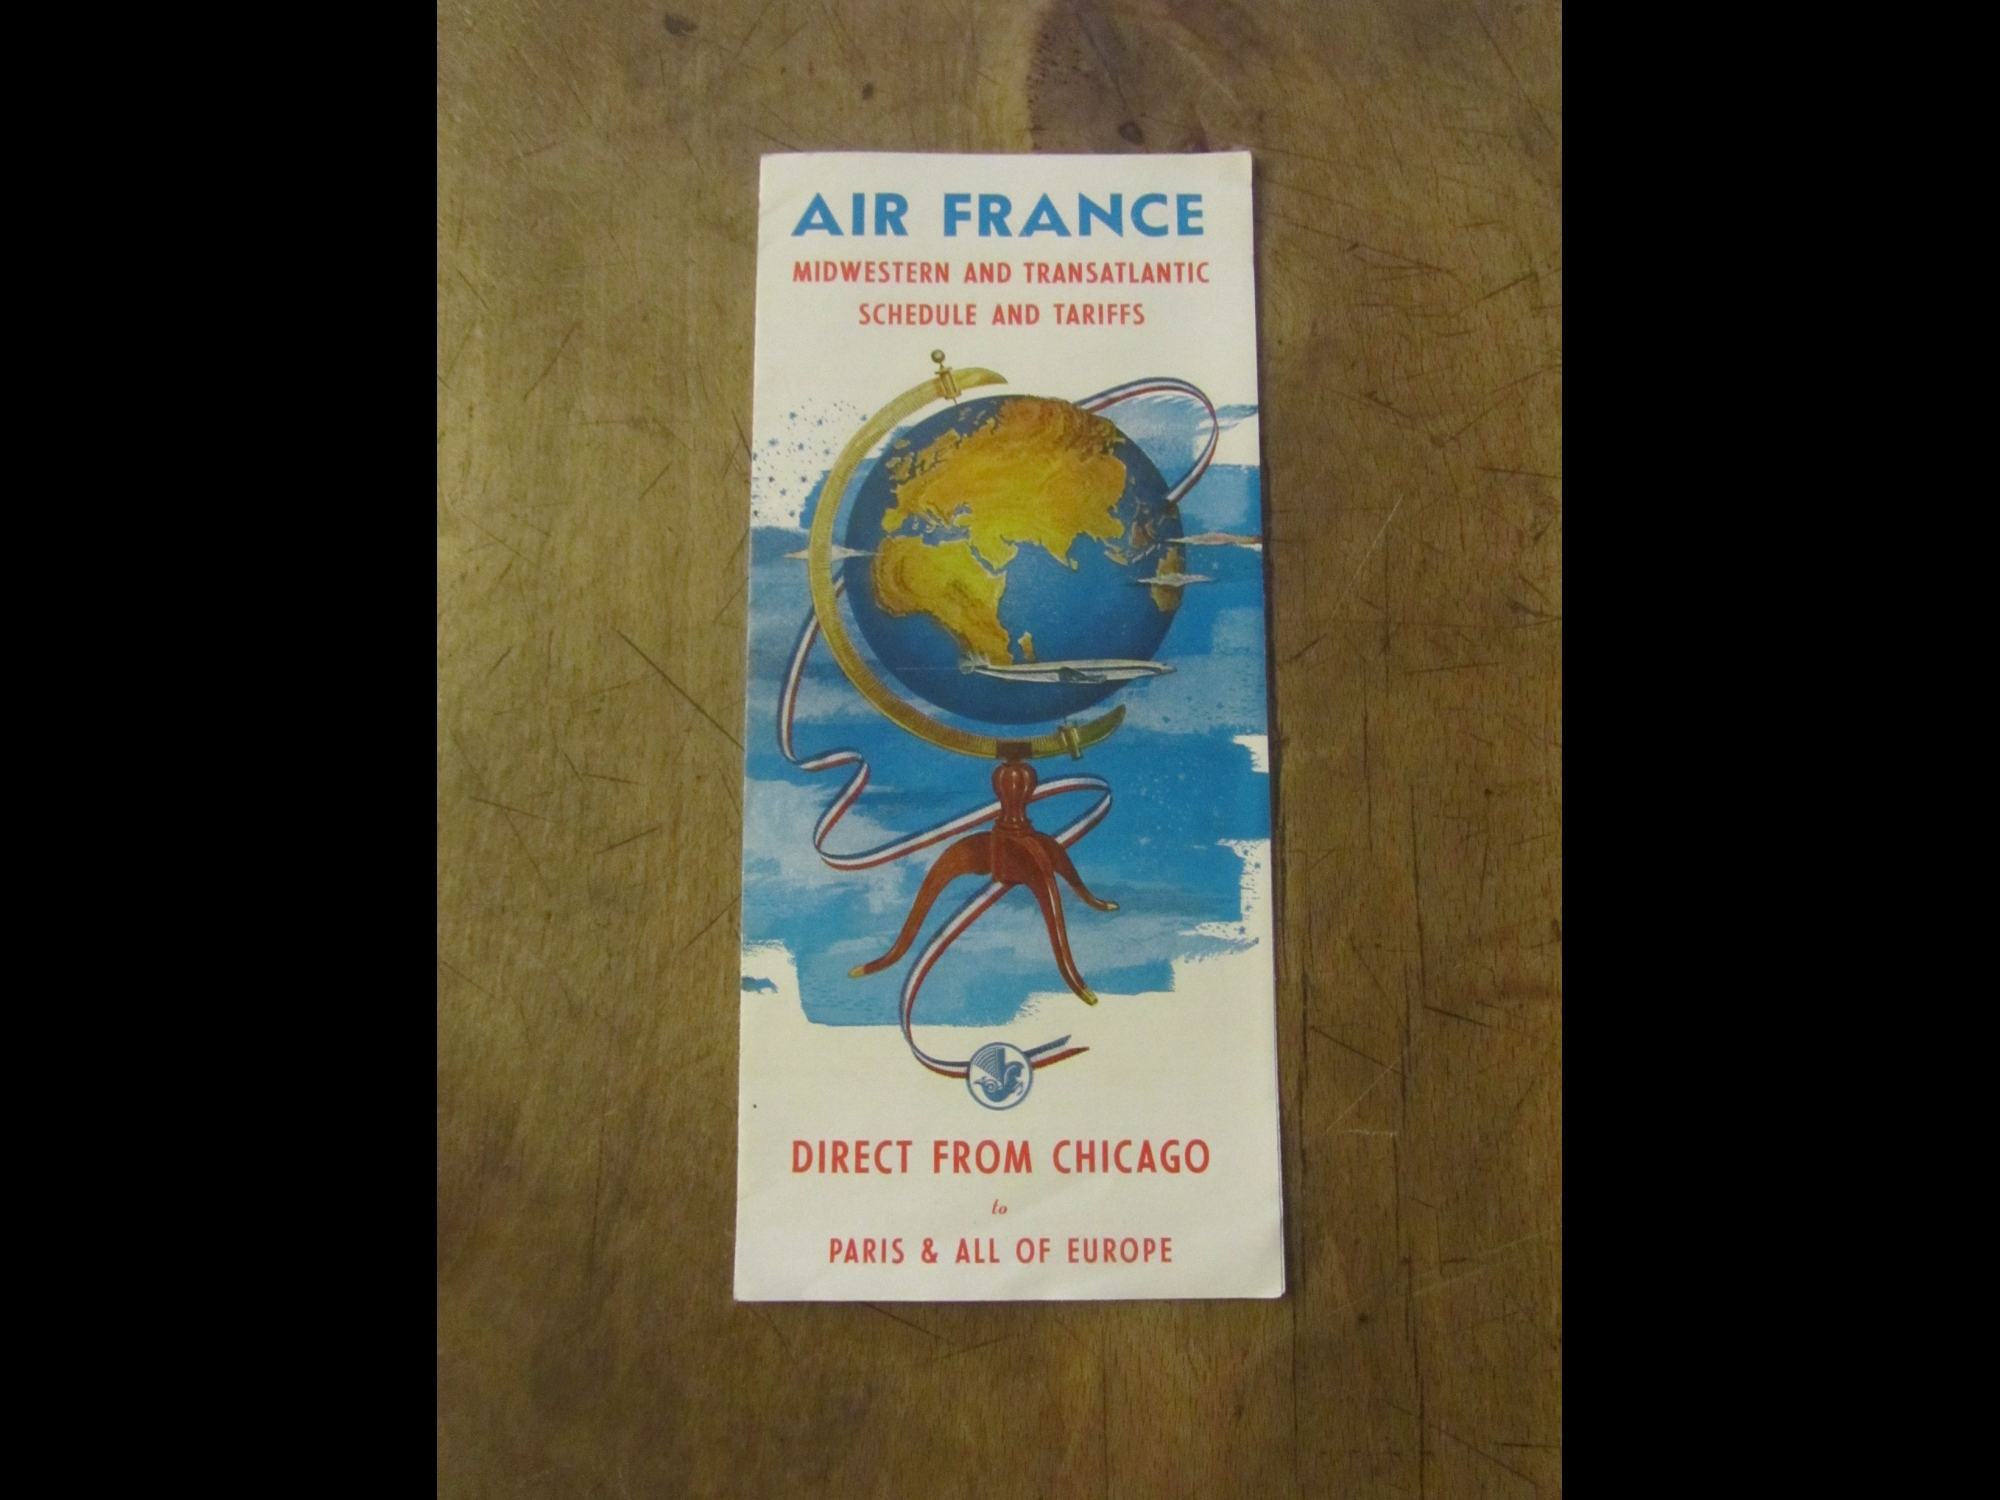 AIR FRANCE
MIDWESTERN AND TRANSATLANTIC
SCHEDULE AND TARIFFS
DIRECT FROM CHICAGO
to
PARIS & ALL OF EUROPE